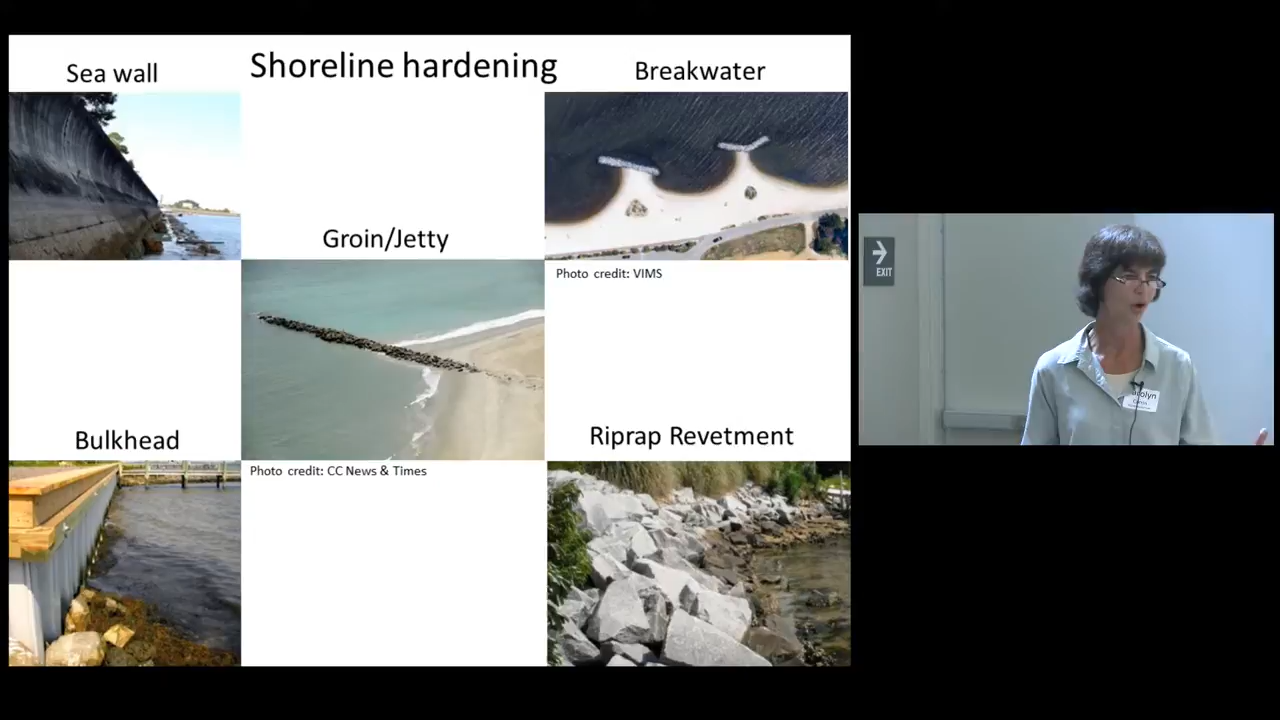 Shoreline hardening
Sea wall
Breakwater
Groin/Jetty
Photo credit: VIMS
Bulkhead
Riprap Revetment
Photo credit: CC News & Times
EXIT